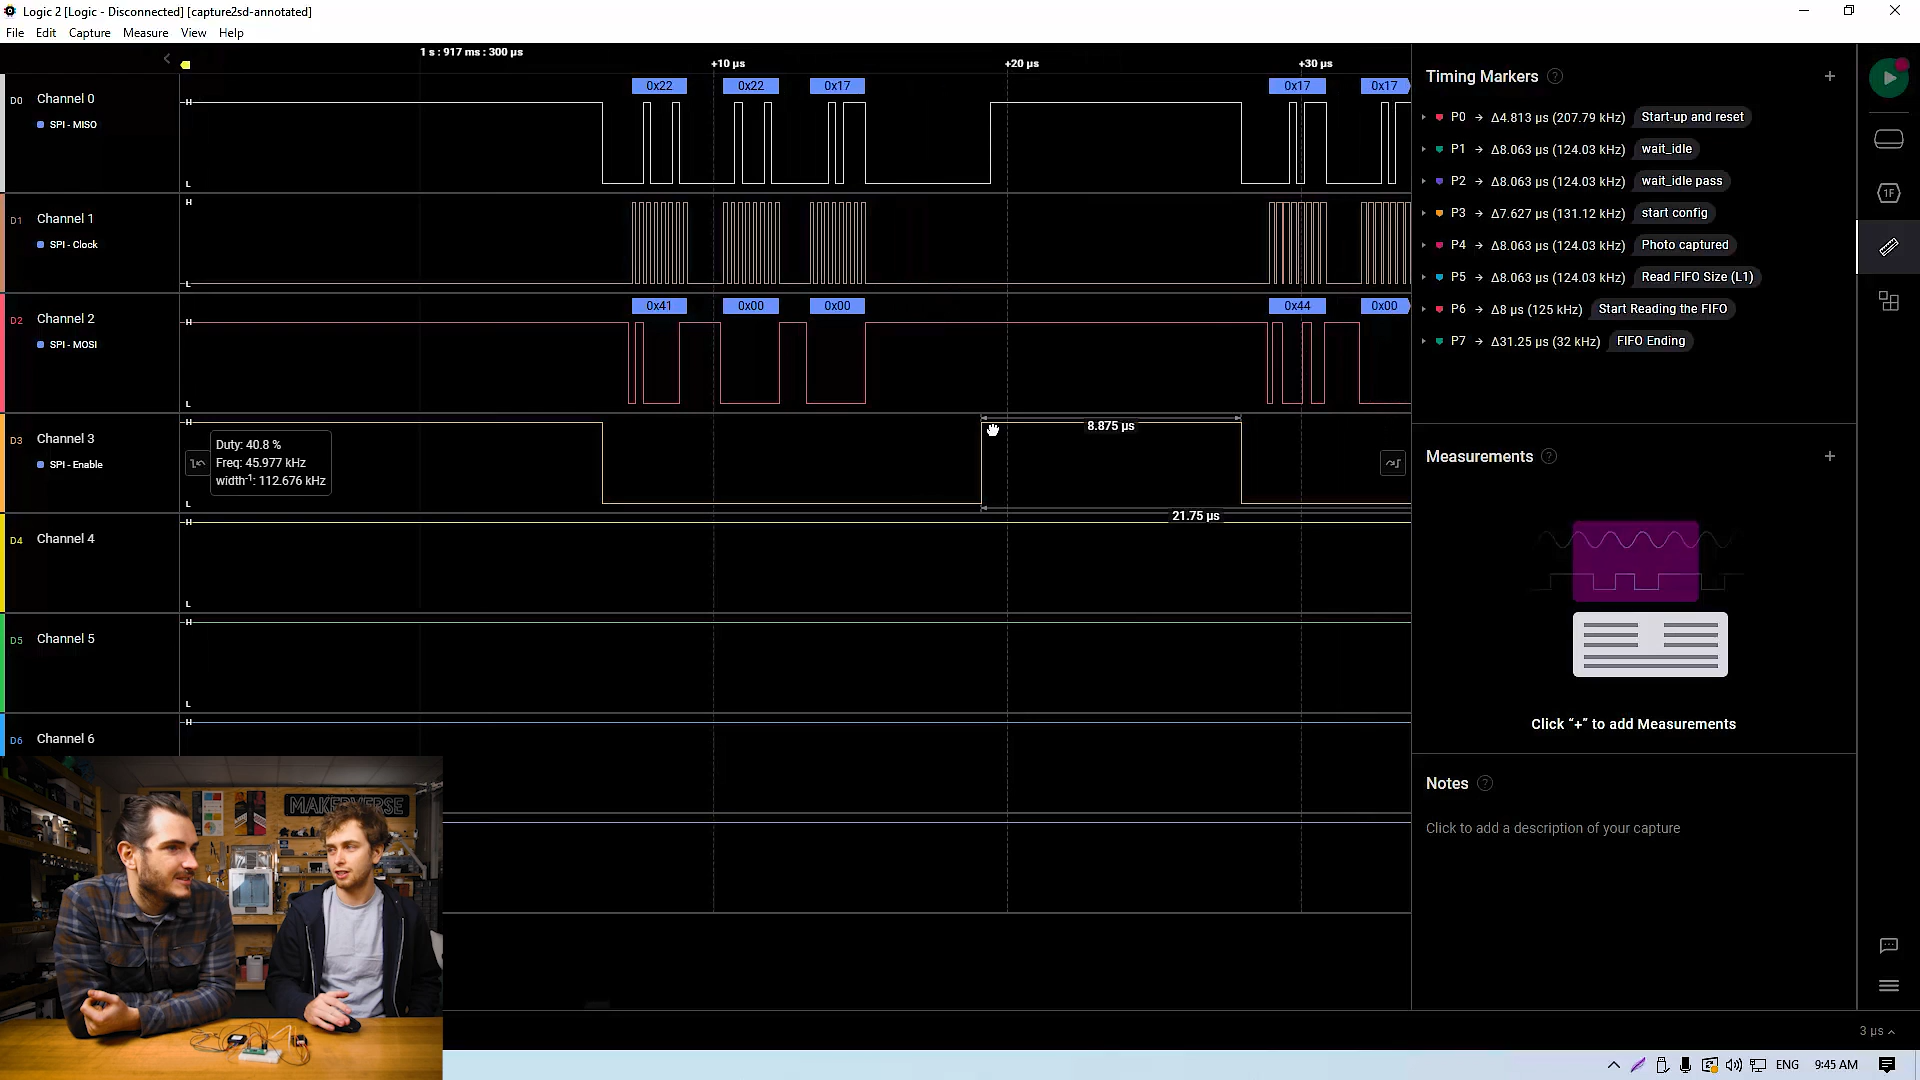 Logic 2 [Logic - Disconnected] [capture2sd-annotated]
File Edit Capture Measure View Help
1 s : 917 ms : 300 µs
+10 µs +20 µs +30 µs
D0 Channel 0
SPI - MISO
H
L
0x22 0x22 0x17 0x17 0x17
D1 Channel 1
SPI - Clock
H
L
D2 Channel 2
SPI - MOSI
H
L
0x41 0x00 0x00 0x44 0x00
D3 Channel 3
SPI - Enable
H
L
Duty: 40.8 %
Freq: 45.977 kHz
width-1: 112.676 kHz
8.875 µs
21.75 µs
D4 Channel 4
H
L
D5 Channel 5
H
L
D6 Channel 6
H
MAKERVERSE
Timing Markers ? +
P0 → Δ4.813 µs (207.79 kHz) Start-up and reset
P1 → Δ8.063 µs (124.03 kHz) wait_idle
P2 → Δ8.063 µs (124.03 kHz) wait_idle pass
P3 → Δ7.627 µs (131.12 kHz) start config
P4 → Δ8.063 µs (124.03 kHz) Photo captured
P5 → Δ8.063 µs (124.03 kHz) Read FIFO Size (L1)
P6 → Δ8 µs (125 kHz) Start Reading the FIFO
P7 → Δ31.25 µs (32 kHz) FIFO Ending
Measurements ? +
Click “+” to add Measurements
Notes ?
Click to add a description of your capture
1F
3 µs
ENG 9:45 AM